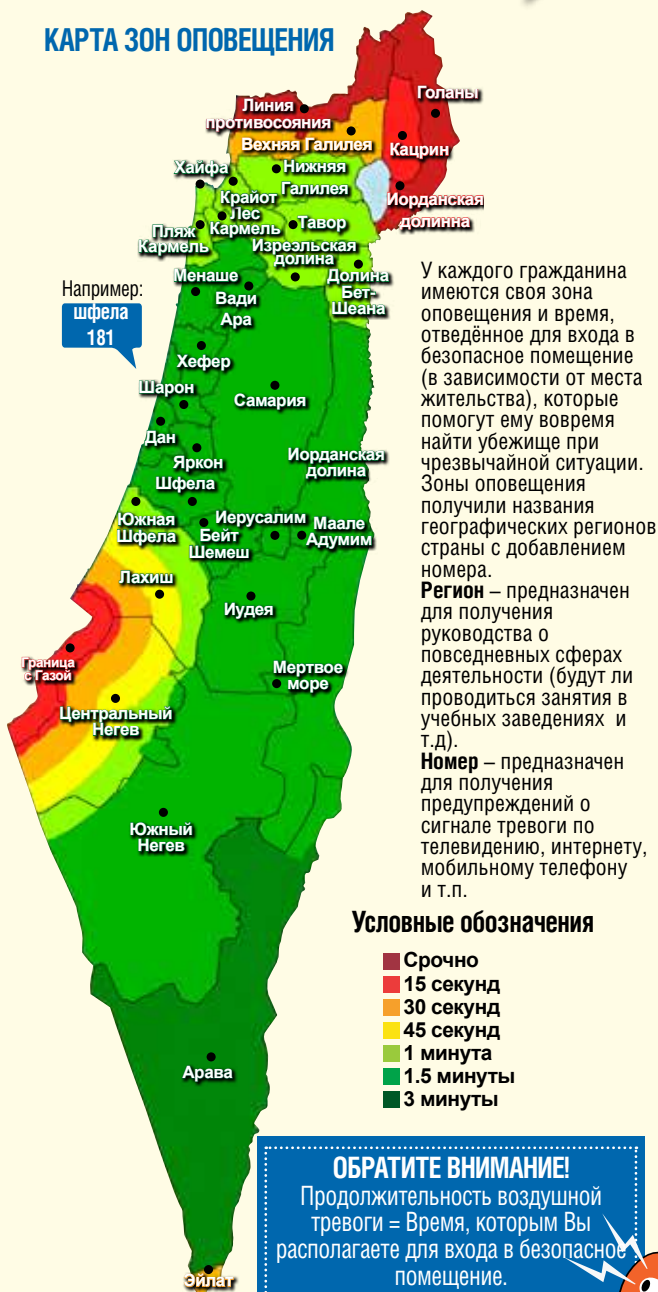 КАРТА ЗОН ОПОВЕЩЕНИЯ
Голаны
Линия
противосояния
Вехняя Галилея
Кацрин
Хайфа
Нижняя
Галилея
Крайот
Иорданская
долинна
Лес
Кармель
Тавор
Пляж
Кармель
Изреэльская
долина
Менаше
Долина
Бет-
Шеана
Вади
Ара
Например:
шфела
181
Хефер
Шарон
Самария
Дан
Яркон
Иорданская
долина
Шфела
Южная
Шфела
Иерусалим
Маале
Адумим
Бейт
Шемеш
Лахиш
Иудея
Граница
с Газой
Мертвое
море
Центральный
Негев
Южный
Негев
Арава
Эйлат
У каждого гражданина
имеются своя зона
оповещения и время,
отведённое для входа в
безопасное помещение
(в зависимости от места
жительства), которые
помогут ему вовремя
найти убежище при
чрезвычайной ситуации.
Зоны оповещения
получили названия
географических регионов
страны с добавлением
номера.
Регион – предназначен
для получения
руководства о
повседневных сферах
деятельности (будут ли
проводиться занятия в
учебных заведениях и
т.д).
Номер – предназначен
для получения
предупреждений о
сигнале тревоги по
телевидению, интернету,
мобильному телефону
и т.п.
Условные обозначения
Срочно
15 секунд
30 секунд
45 секунд
1 минута
1.5 минуты
3 минуты
ОБРАТИТЕ ВНИМАНИЕ!
Продолжительность воздушной
тревоги = Время, которым Вы
располагаете для входа в безопасное
помещение.